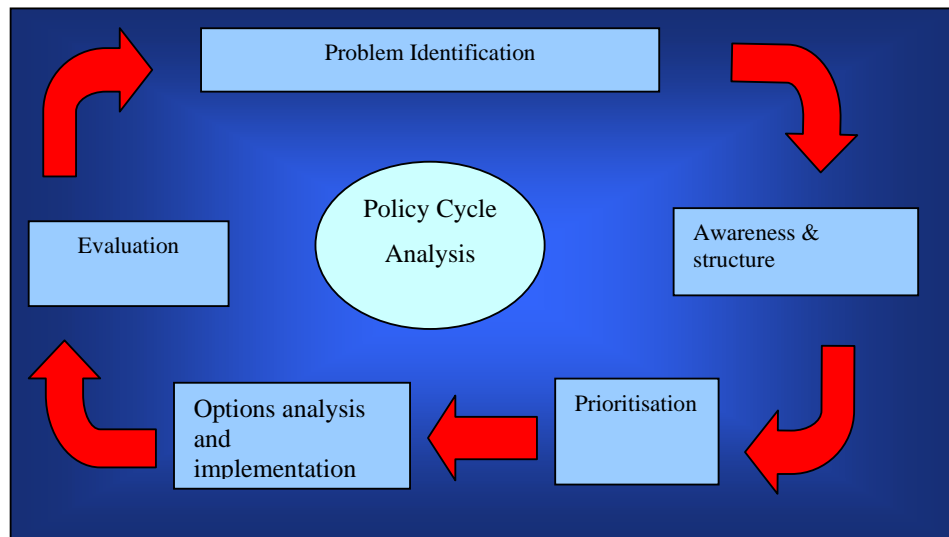 Problem Identification
Policy Cycle
Analysis
Awareness &
structure
Prioritisation
Options analysis
and
implementation
Evaluation